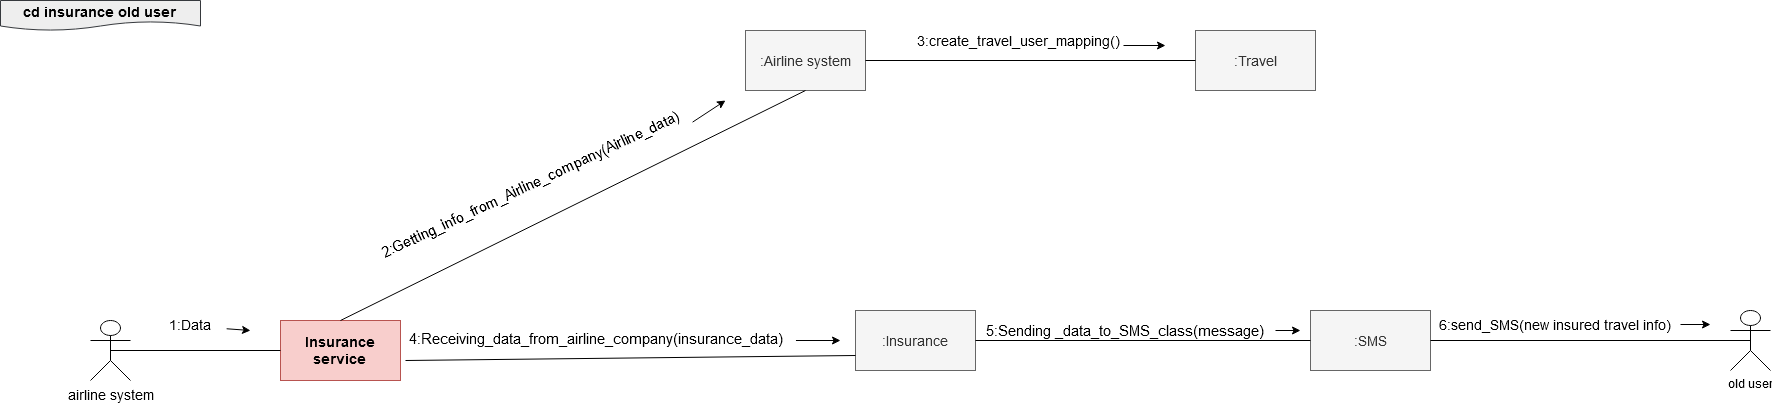 cd insurance old user
:Airline system
3:create_travel_user_mapping()
:Travel
2:Getting_info_from_Airline_company(Airline_data)
1:Data
Insurance
service
4:Receiving_data_from_airline_company(insurance_data)
:Insurance
5:Sending _data_to_SMS_class(message)
:SMS
6:send_SMS(new insured travel info)
airline system
old user